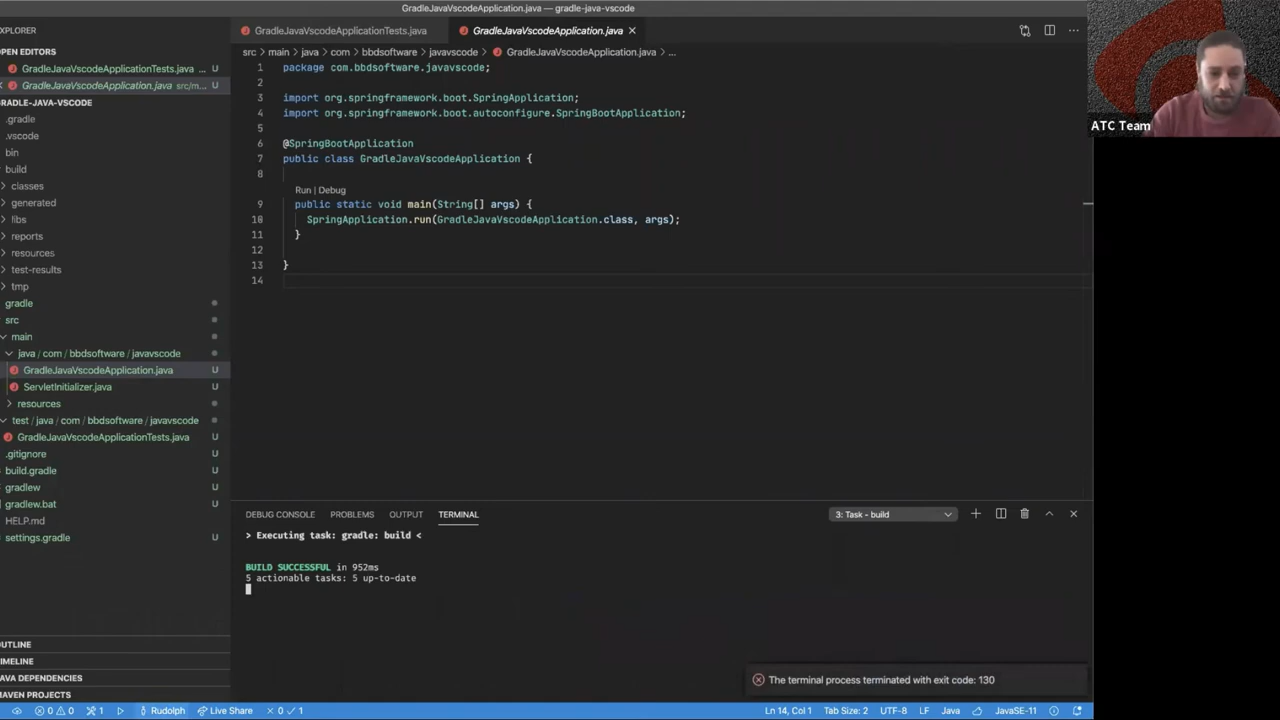 GradleJavaVscodeApplication.java — gradle-java-vscode
EXPLORER
GradleJavaVscodeApplicationTests.java
GradleJavaVscodeApplication.java
OPEN EDITORS
GradleJavaVscodeApplicationTests.java ...
GradleJavaVscodeApplication.java src/m...
GRADLE-JAVA-VSCODE
.gradle
.vscode
bin
build
classes
generated
libs
reports
resources
test-results
tmp
gradle
src
main
java / com / bbdsoftware / javavscode
GradleJavaVscodeApplication.java U
ServletInitializer.java U
resources
test / java / com / bbdsoftware / javavscode
GradleJavaVscodeApplicationTests.java U
.gitignore U
build.gradle U
gradlew U
gradlew.bat U
HELP.md
settings.gradle U
OUTLINE
TIMELINE
JAVA DEPENDENCIES
MAVEN PROJECTS
src > main > java > com > bbdsoftware > javavscode > GradleJavaVscodeApplication.java > ...
1 package com.bbdsoftware.javavscode;
2
3 import org.springframework.boot.SpringApplication;
4 import org.springframework.boot.autoconfigure.SpringBootApplication;
5
6 @SpringBootApplication
7 public class GradleJavaVscodeApplication {
8
Run | Debug
9 public static void main(String[] args) {
10 SpringApplication.run(GradleJavaVscodeApplication.class, args);
11 }
12
13 }
14
ATC Team
DEBUG CONSOLE PROBLEMS OUTPUT TERMINAL 3: Task - build
> Executing task: gradle: build <
BUILD SUCCESSFUL in 952ms
5 actionable tasks: 5 up-to-date
The terminal process terminated with exit code: 130
0 0 1 Rudolph Live Share 0 1 Ln 14, Col 1 Tab Size: 2 UTF-8 LF Java JavaSE-11